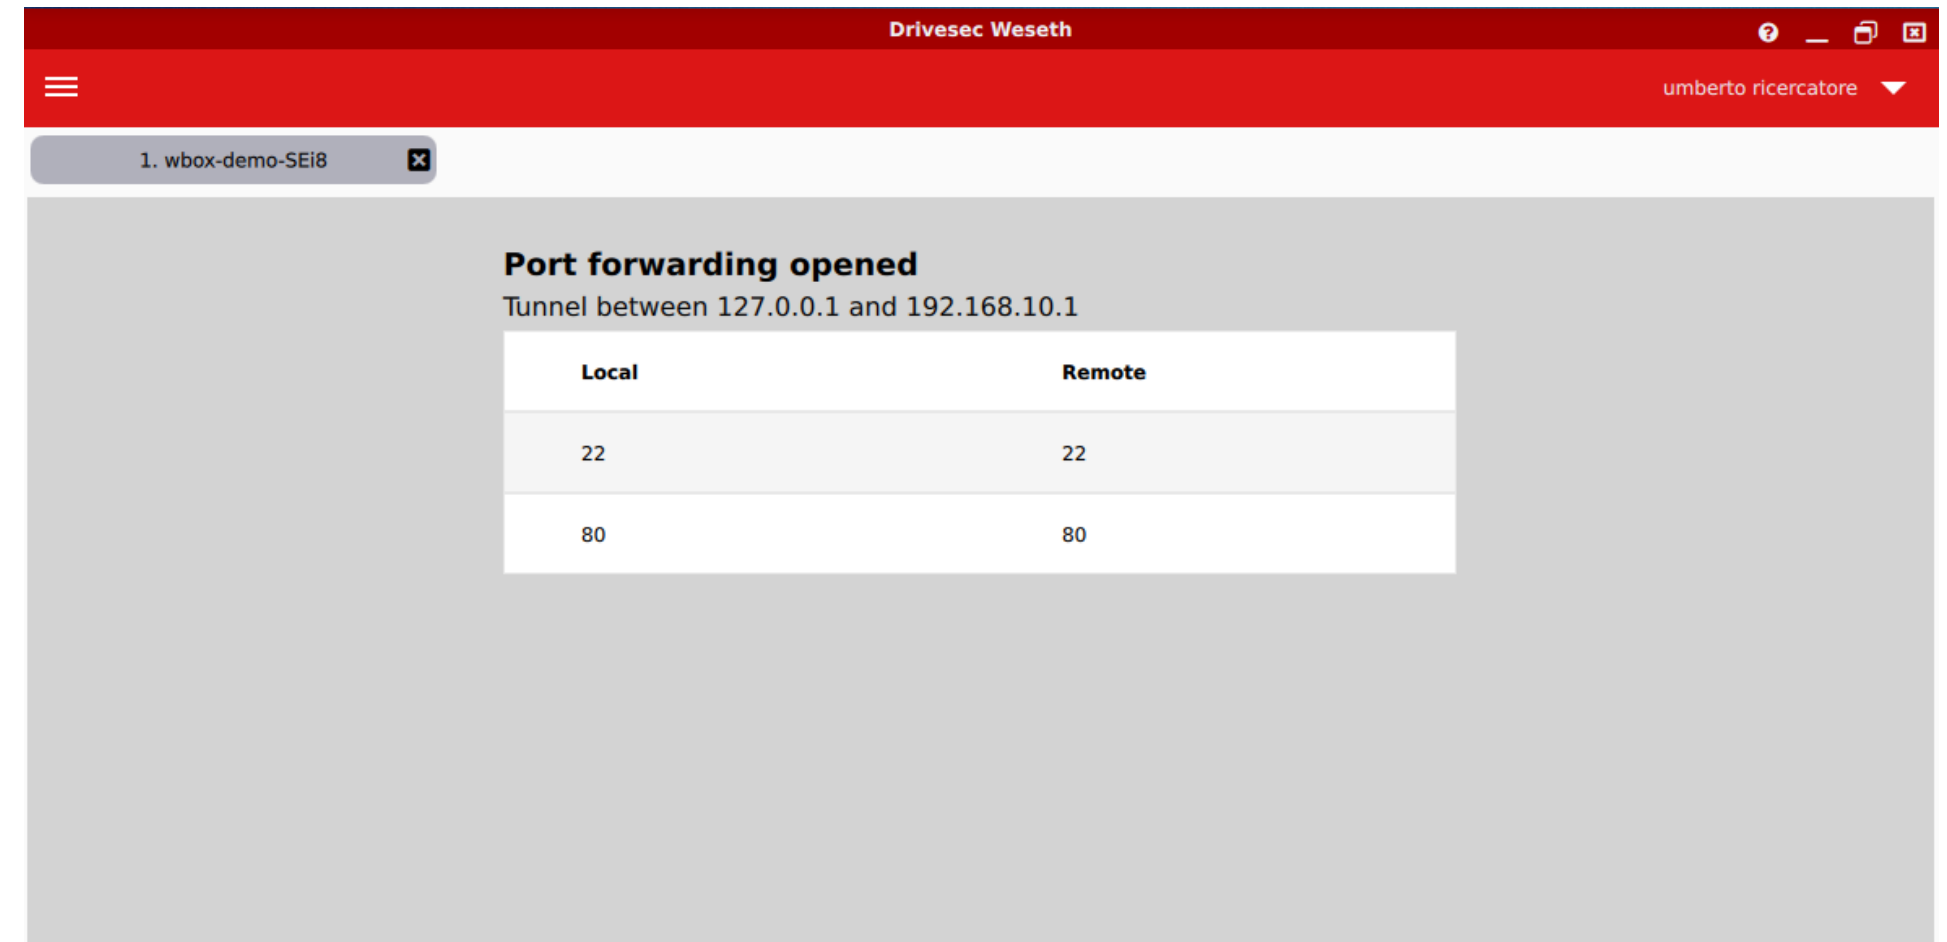 Drivesec Weseth
umberto ricercatore
1. wbox-demo-SEi8
Port forwarding opened
Tunnel between 127.0.0.1 and 192.168.10.1
Local Remote
22 22
80 80